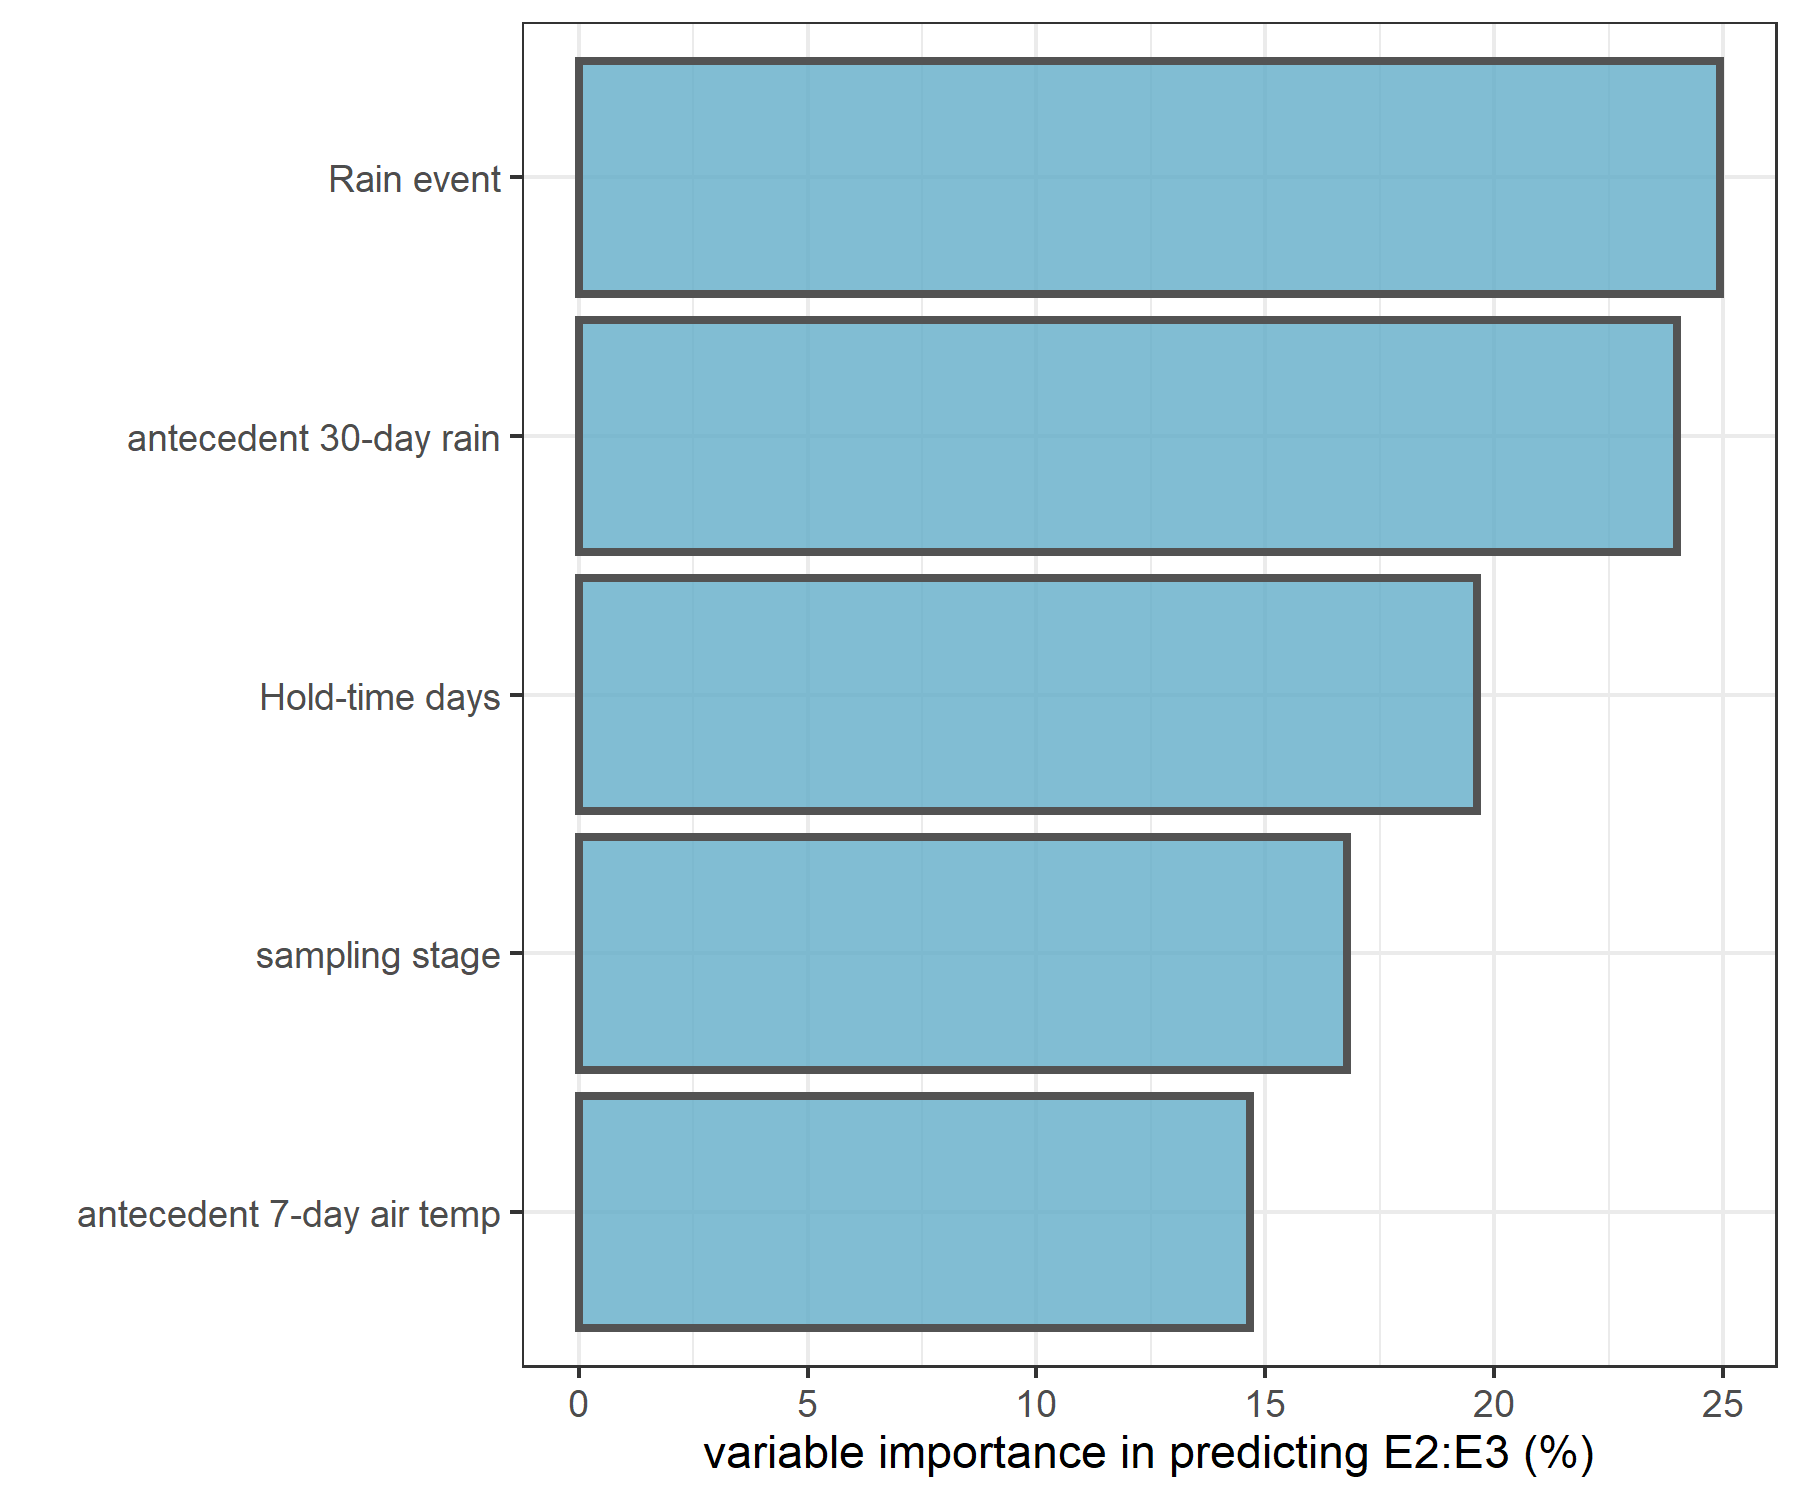 Rain event
antecedent 30-day rain
Hold-time days
sampling stage
antecedent 7-day air temp
0 5 10 15 20 25
variable importance in predicting E2:E3 (%)